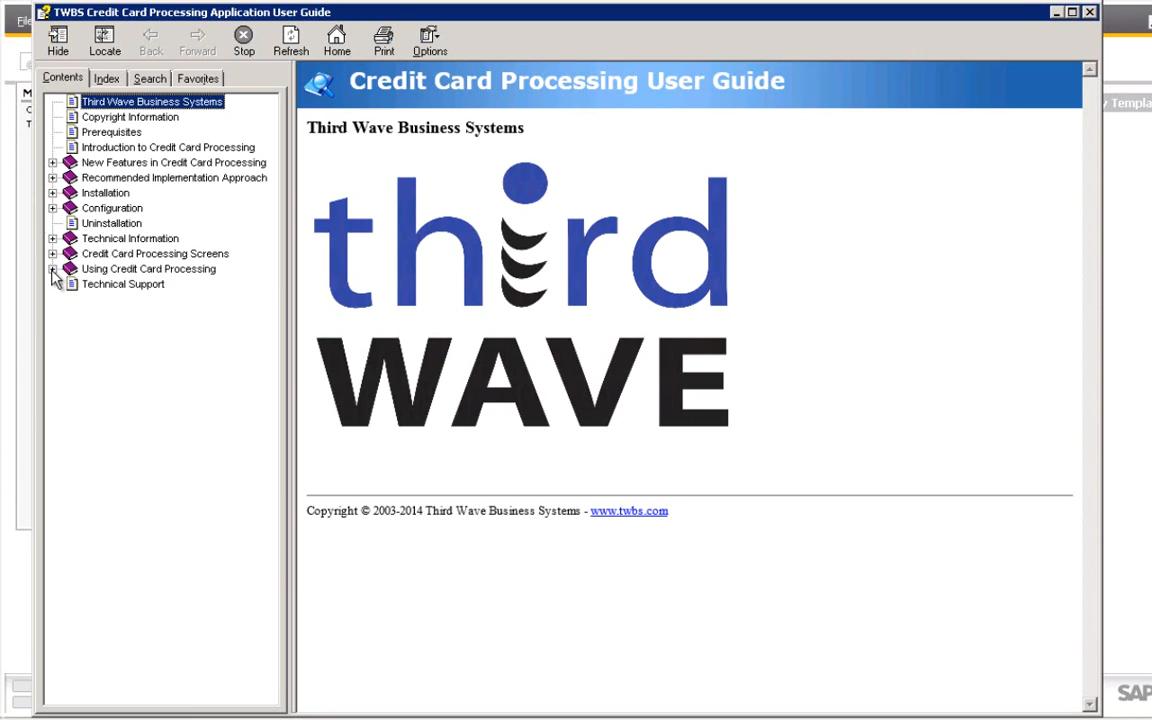 TWBS Credit Card Processing Application User Guide
Hide Locate Back Forward Stop Refresh Home Print Options
Contents Index Search Favorites
Third Wave Business Systems
Copyright Information
Prerequisites
Introduction to Credit Card Processing
New Features in Credit Card Processing
Recommended Implementation Approach
Installation
Configuration
Uninstallation
Technical Information
Credit Card Processing Screens
Using Credit Card Processing
Technical Support
Credit Card Processing User Guide
Third Wave Business Systems
third
WAVE
Copyright © 2003-2014 Third Wave Business Systems - www.twbs.com
SAP